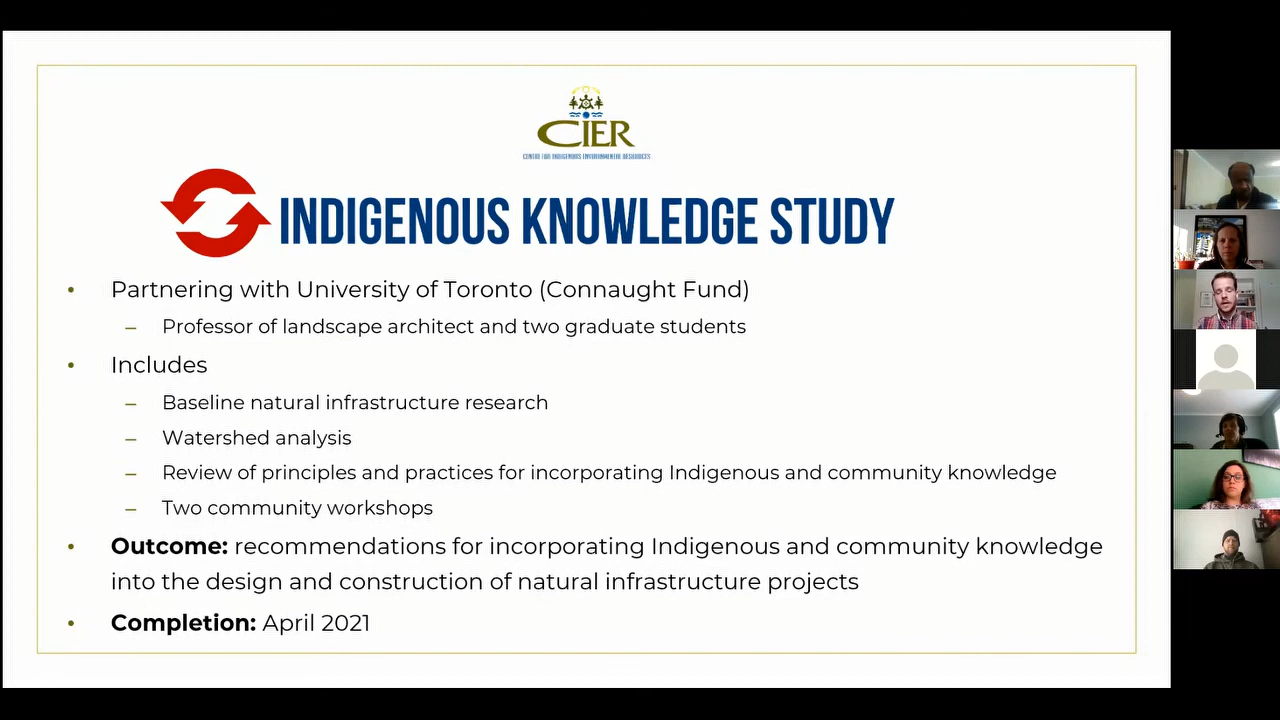 CIER
CENTRE FOR INDIGENOUS ENVIRONMENTAL RESOURCES
INDIGENOUS KNOWLEDGE STUDY
• Partnering with University of Toronto (Connaught Fund)
– Professor of landscape architect and two graduate students
• Includes
– Baseline natural infrastructure research
– Watershed analysis
– Review of principles and practices for incorporating Indigenous and community knowledge
– Two community workshops
• Outcome: recommendations for incorporating Indigenous and community knowledge
into the design and construction of natural infrastructure projects
• Completion: April 2021